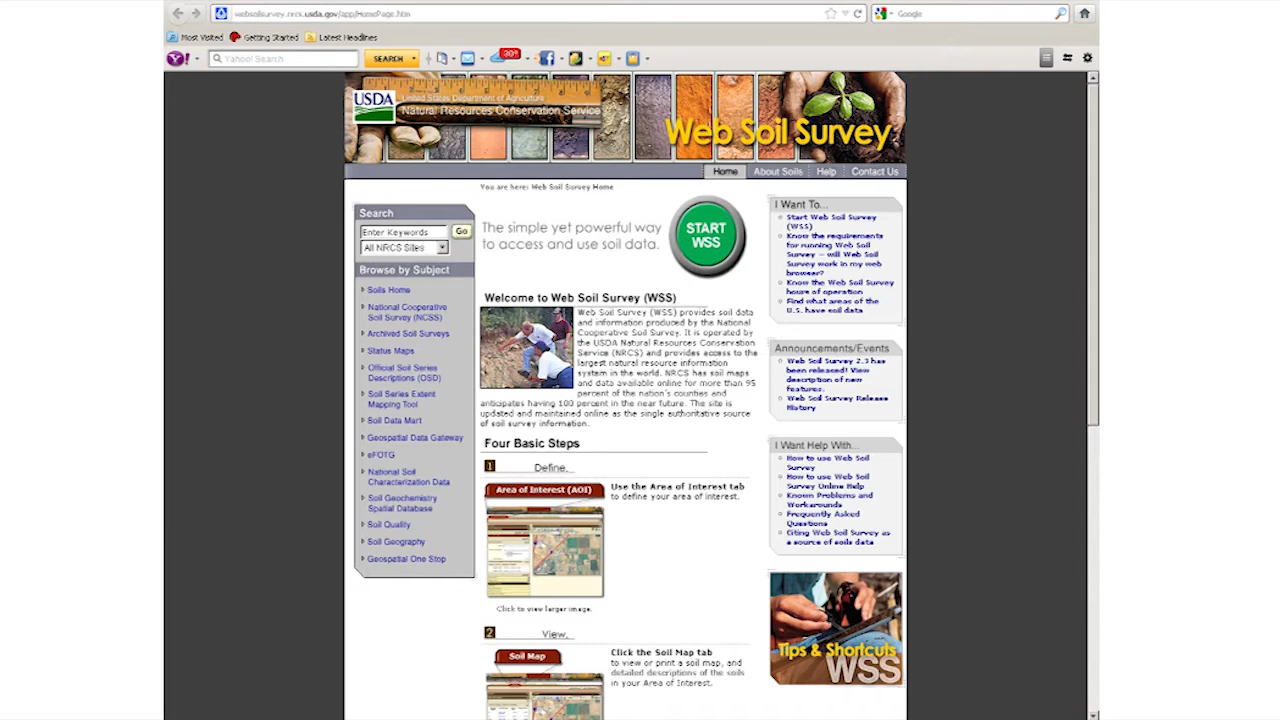 websoilsurvey.nrcs.usda.gov/app/HomePage.htm
Google
Most Visited
Getting Started
Latest Headlines
Y!
Yahoo! Search
SEARCH
30°
USDA
United States Department of Agriculture
Natural Resources Conservation Service
Web Soil Survey
Home
About Soils
Help
Contact Us
You are here: Web Soil Survey Home
Search
Enter Keywords
Go
All NRCS Sites
Browse by Subject
Soils Home
National Cooperative
Soil Survey (NCSS)
Archived Soil Surveys
Status Maps
Official Soil Series
Descriptions (OSD)
Soil Series Extent
Mapping Tool
Soil Data Mart
Geospatial Data Gateway
eFOTG
National Soil
Characterization Data
Soil Geochemistry
Spatial Database
Soil Quality
Soil Geography
Geospatial One Stop
The simple yet powerful way
to access and use soil data.
START
WSS
Welcome to Web Soil Survey (WSS)
Web Soil Survey (WSS) provides soil data
and information produced by the National
Cooperative Soil Survey. It is operated by
the USDA Natural Resources Conservation
Service (NRCS) and provides access to the
largest natural resource information
system in the world. NRCS has soil maps
and data available online for more than 95
percent of the nation's counties and
anticipates having 100 percent in the near future. The site is
updated and maintained online as the single authoritative source
of soil survey information.
Four Basic Steps
1
Define.
Area of Interest (AOI)
Use the Area of Interest tab
to define your area of interest.
Click to view larger image.
2
View.
Soil Map
Click the Soil Map tab
to view or print a soil map, and
detailed descriptions of the soils
in your Area of Interest.
I Want To...
Start Web Soil Survey
(WSS)
Know the requirements
for running Web Soil
Survey — will Web Soil
Survey work in my web
browser?
Know the Web Soil Survey
hours of operation
Find what areas of the
U.S. have soil data
Announcements/Events
Web Soil Survey 2.3 has
been released! View
description of new
features.
Web Soil Survey Release
History
I Want Help With...
How to use Web Soil
Survey
How to use Web Soil
Survey Online Help
Known Problems and
Workarounds
Frequently Asked
Questions
Citing Web Soil Survey as
a source of soils data
Tips & Shortcuts
WSS